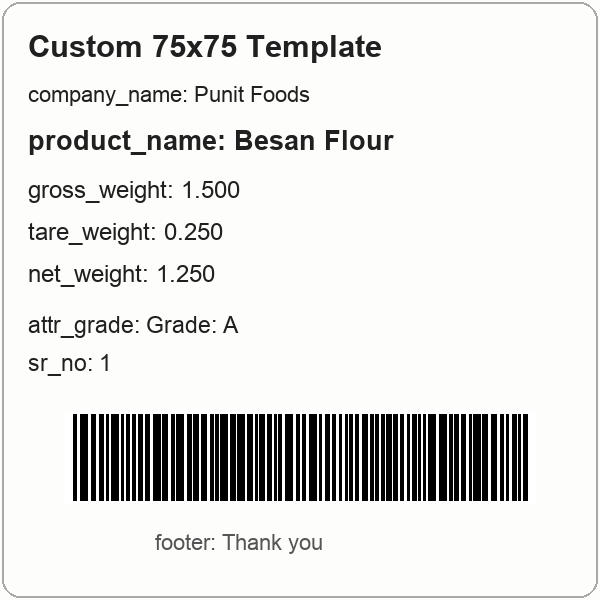 Custom 75x75 Template
company_name: Punit Foods
product_name: Besan Flour
gross_weight: 1.500
tare_weight: 0.250
net_weight: 1.250
attr_grade: Grade: A
sr_no: 1
footer: Thank you